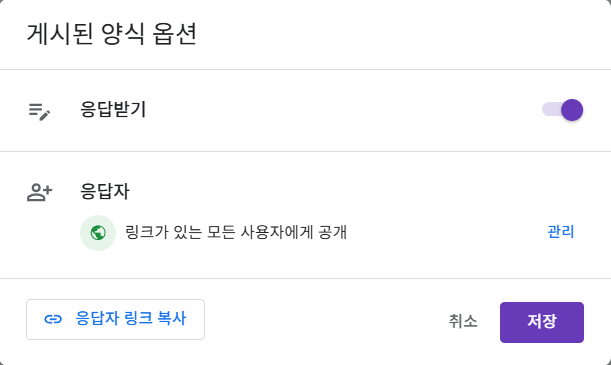 게시된 양식 옵션
응답받기
응답자
링크가 있는 모든 사용자에게 공개
관리
응답자 링크 복사
취소
저장